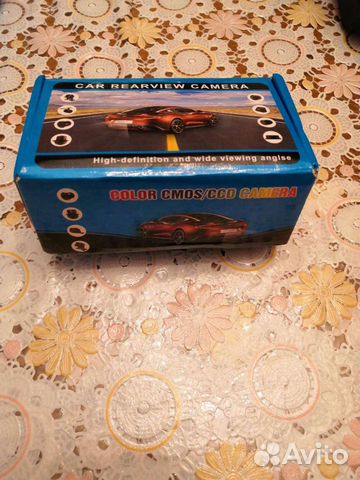 CAR REARVIEW CAMERA
High-definition and wide viewing angise
COLOR CMOS/CCD CAMERA
Avito